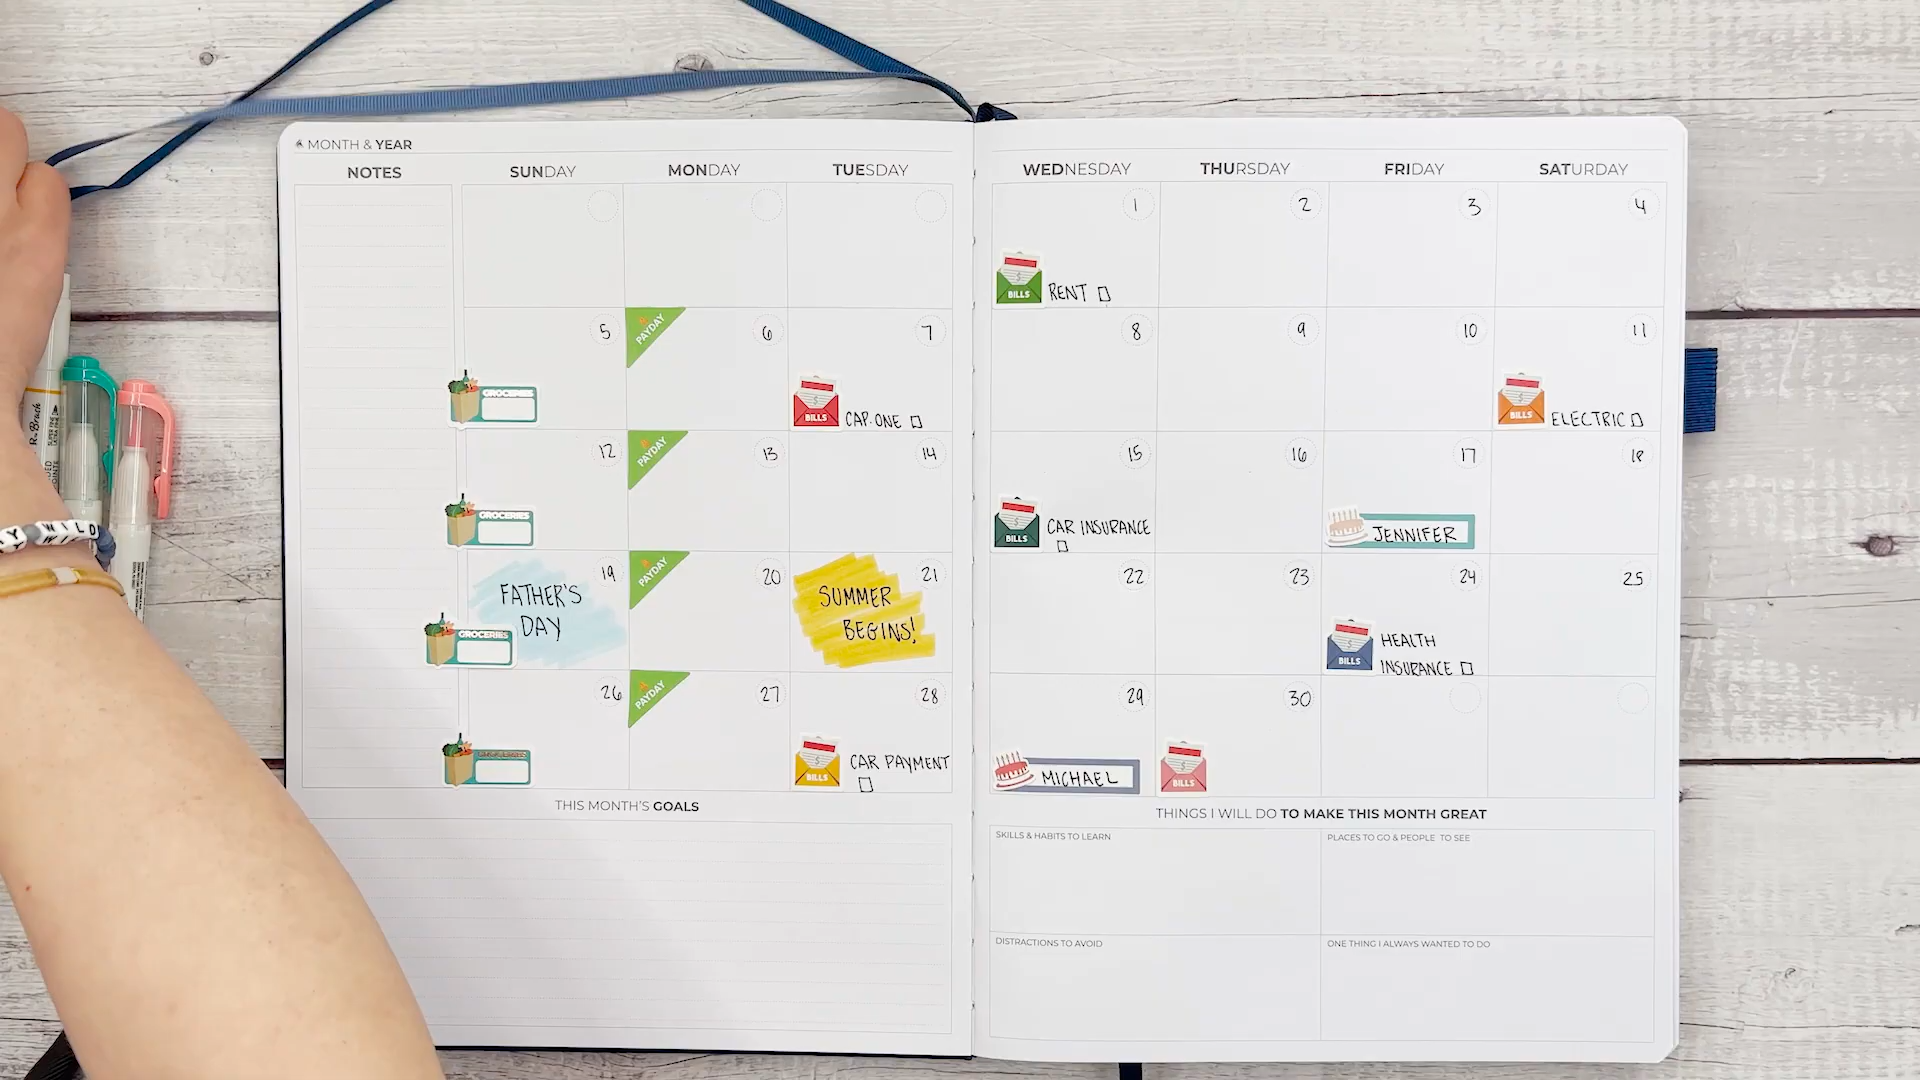 MONTH & YEAR
NOTES
SUNDAY
MONDAY
TUESDAY
WEDNESDAY
THURSDAY
FRIDAY
SATURDAY
1
2
3
4
BILLS
RENT
5
PAYDAY
6
7
8
9
10
11
GROCERIES
BILLS
CAP. ONE
BILLS
ELECTRIC
12
PAYDAY
13
14
15
16
17
18
GROCERIES
BILLS
CAR INSURANCE
JENNIFER
19
FATHER'S
DAY
PAYDAY
20
21
SUMMER
BEGINS!
22
23
24
25
GROCERIES
BILLS
HEALTH
INSURANCE
26
PAYDAY
27
28
29
30
GROCERIES
BILLS
CAR PAYMENT
MICHAEL
BILLS
THIS MONTH'S GOALS
THINGS I WILL DO TO MAKE THIS MONTH GREAT
SKILLS & HABITS TO LEARN
PLACES TO GO & PEOPLE TO SEE
DISTRACTIONS TO AVOID
ONE THING I ALWAYS WANTED TO DO
WILD